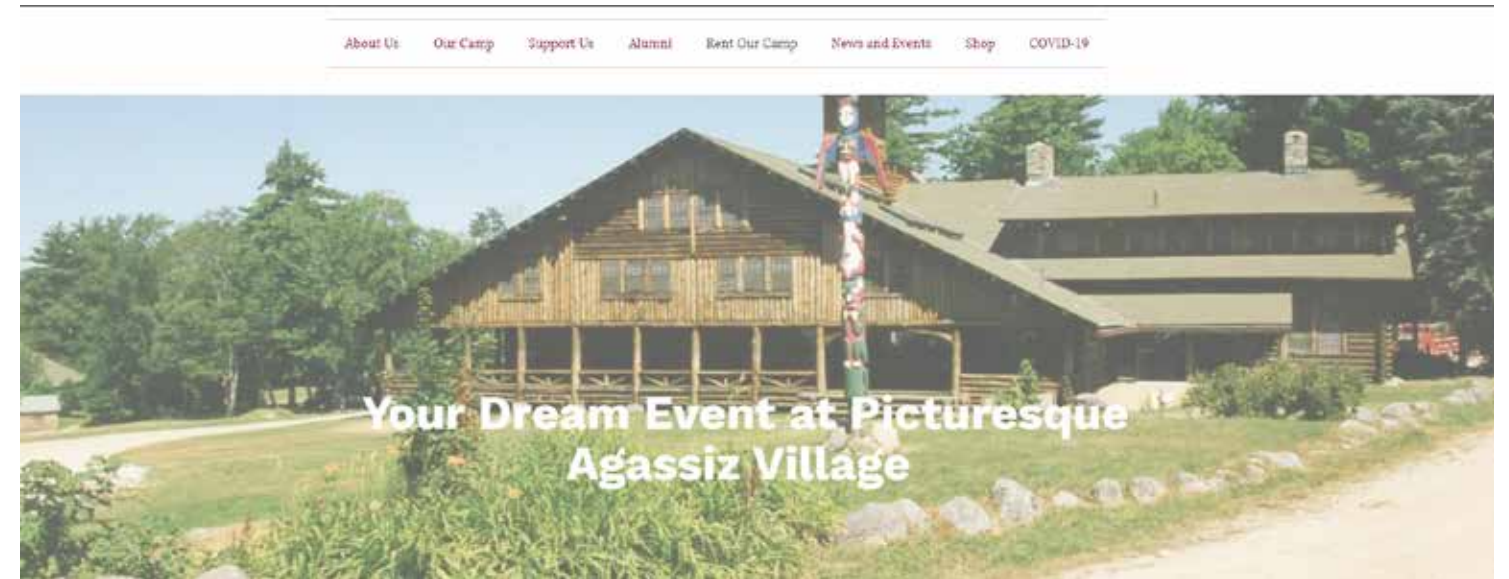 About Us Our Camp Support Us Alumni Rent Our Camp News and Events Shop COVID-19
Your Dream Event at Picturesque
Agassiz Village